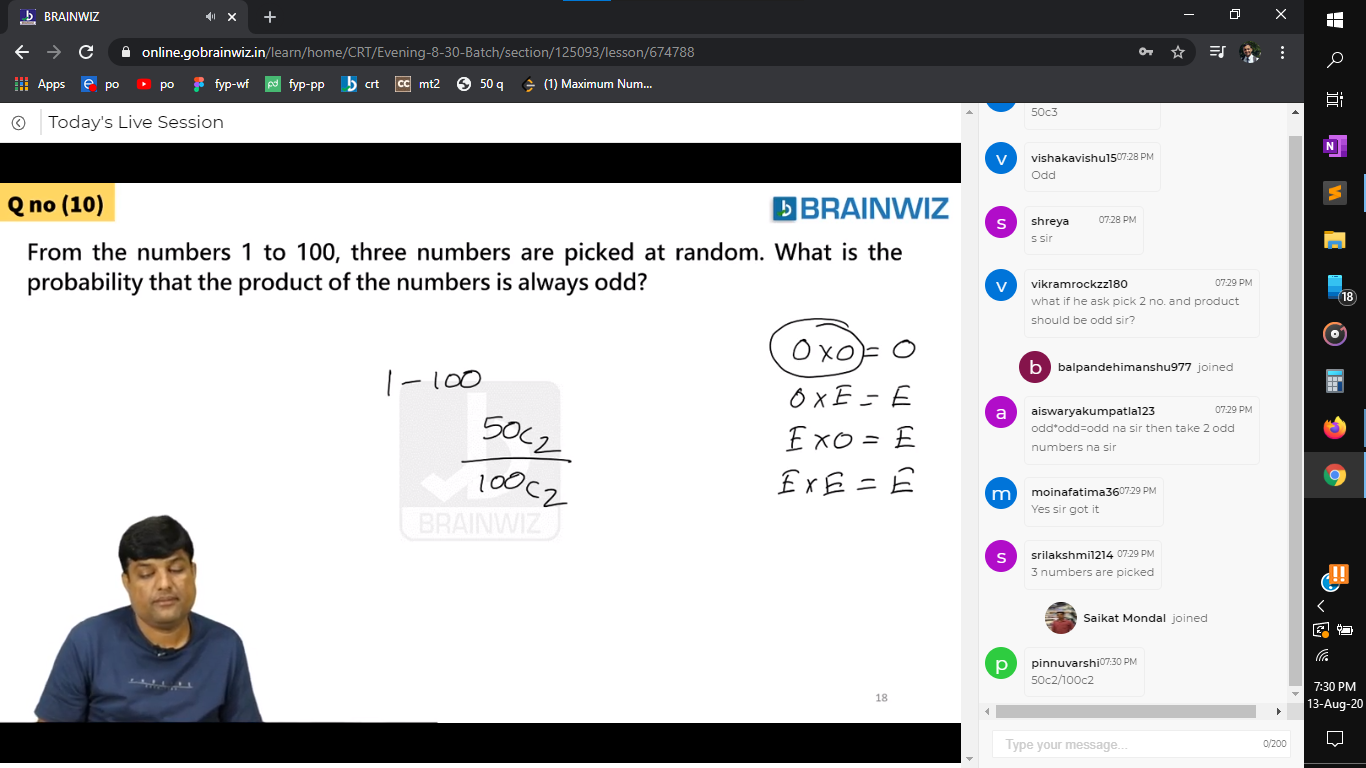 BRAINWIZ
online.gobrainwiz.in/learn/home/CRT/Evening-8-30-Batch/section/125093/lesson/674788
Apps po po fyp-wf fyp-pp crt CC mt2 50 q (1) Maximum Num...
Today's Live Session
Q no (10)
BRAINWIZ
From the numbers 1 to 100, three numbers are picked at random. What is the
probability that the product of the numbers is always odd?
1 - 100
50c2
100c2
BRAINWIZ
O x O = O
O x E = E
E x O = E
E x E = E
18
50c3
v
vishakavishu15 07:28 PM
Odd
s
shreya 07:28 PM
s sir
v
vikramrockzz180 07:29 PM
what if he ask pick 2 no. and product
should be odd sir?
b
balpandehimanshu977 joined
a
aiswaryakumpatla123 07:29 PM
odd*odd=odd na sir then take 2 odd
numbers na sir
m
moinafatima36 07:29 PM
Yes sir got it
s
srilakshmi1214 07:29 PM
3 numbers are picked
Saikat Mondal joined
p
pinnuvarshi 07:30 PM
50c2/100c2
Type your message...
0/200
N
18
7:30 PM
13-Aug-20